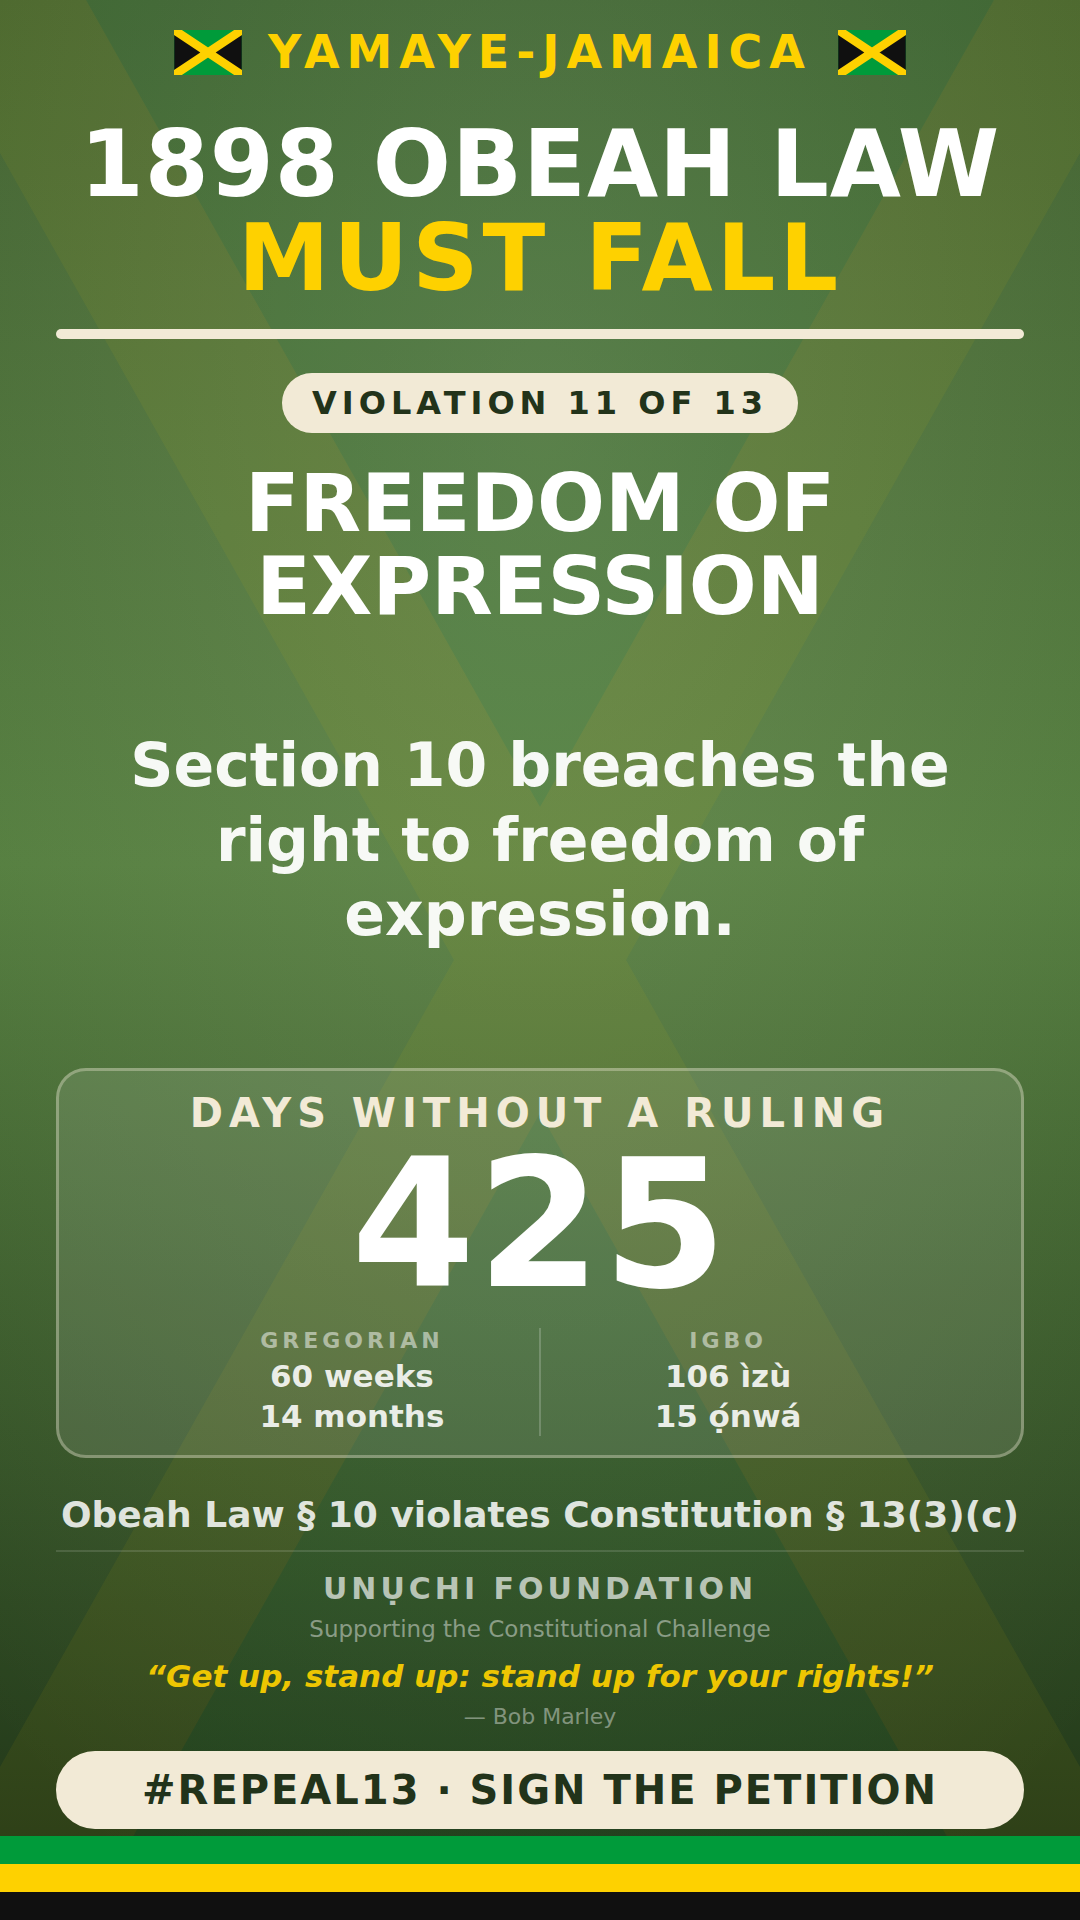 YAMAYE-JAMAICA
1898 OBEAH LAW
MUST FALL
VIOLATION 11 OF 13
FREEDOM OF
EXPRESSION
Section 10 breaches the
right to freedom of
expression.
DAYS WITHOUT A RULING
425
GREGORIAN
60 weeks
14 months
IGBO
106 ìzù
15 ọ́nwá
Obeah Law § 10 violates Constitution § 13(3)(c)
UNỤCHI FOUNDATION
Supporting the Constitutional Challenge
“Get up, stand up: stand up for your rights!”
— Bob Marley
#REPEAL13 · SIGN THE PETITION